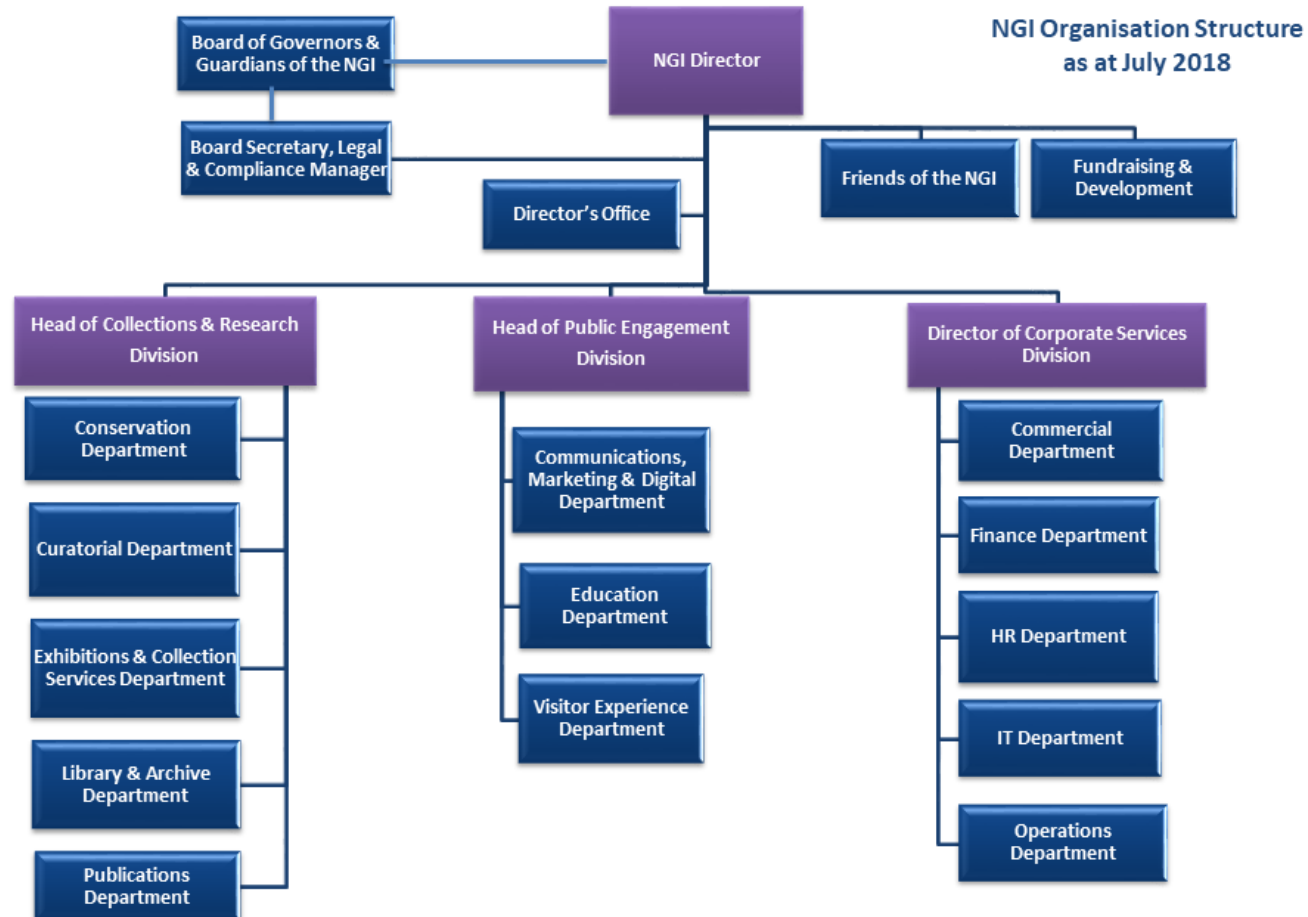 NGI Organisation Structure
as at July 2018
Board of Governors &
Guardians of the NGI
NGI Director
Board Secretary, Legal
& Compliance Manager
Friends of the NGI
Fundraising &
Development
Director's Office
Head of Collections & Research
Division
Head of Public Engagement
Division
Director of Corporate Services
Division
Conservation
Department
Curatorial Department
Exhibitions & Collection
Services Department
Library & Archive
Department
Publications
Department
Communications,
Marketing & Digital
Department
Education
Department
Visitor Experience
Department
Commercial
Department
Finance Department
HR Department
IT Department
Operations
Department